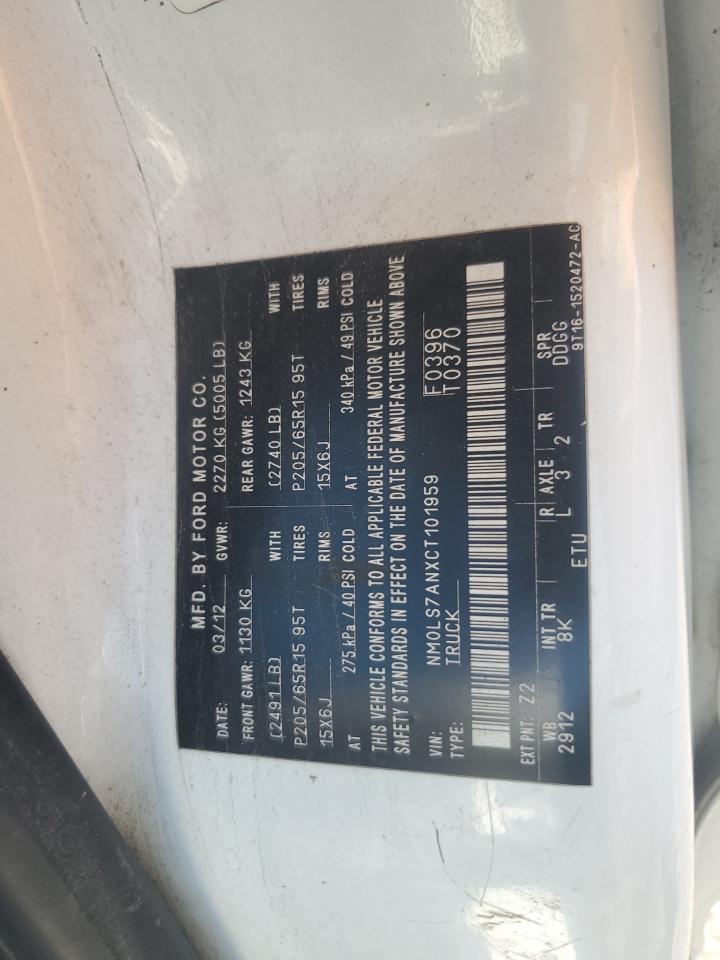 MFD. BY FORD MOTOR CO.
DATE: 03/12 GVWR: 2270 KG (5005 LB)
FRONT GAWR: 1130 KG REAR GAWR: 1243 KG
(2491 LB) WITH (2740 LB) WITH
P205/65R15 95T TIRES P205/65R15 95T TIRES
15X6J RIMS 15X6J RIMS
AT 275 kPa / 40 PSI COLD AT 340 kPa / 49 PSI COLD
THIS VEHICLE CONFORMS TO ALL APPLICABLE FEDERAL MOTOR VEHICLE
SAFETY STANDARDS IN EFFECT ON THE DATE OF MANUFACTURE SHOWN ABOVE
VIN: NM0LS7ANXCT101959 F0396
TYPE: TRUCK T0370
EXT PNT: Z2
WB INT TR R AXLE TR SPR
2912 8K L 3 2 DDGG
ETU 9T16-1520472-AC